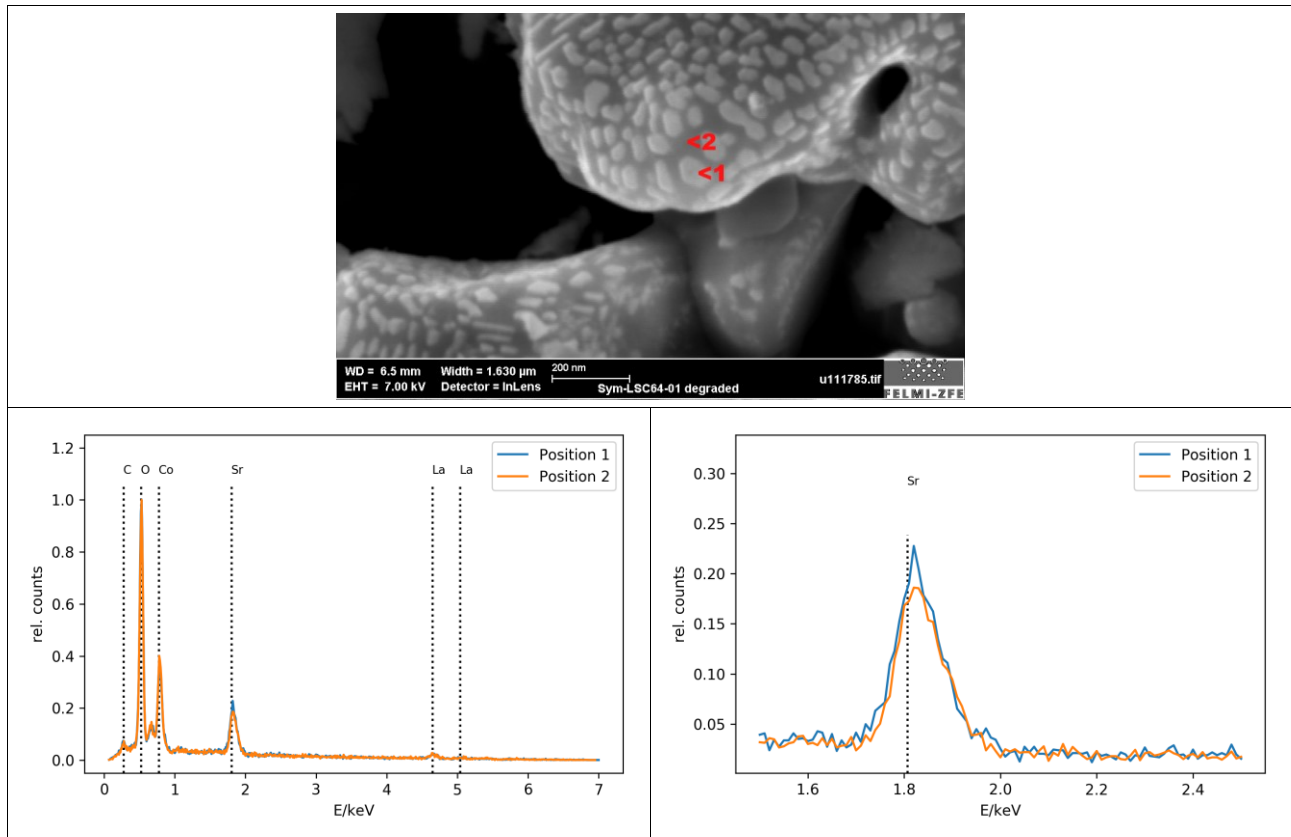 <2
<1
WD = 6.5 mm Width = 1.630 µm 200 nm
EHT = 7.00 kV Detector = InLens Sym-LSC64-01 degraded u111785.tif
FELMI-ZFE
1.2
1.0
0.8
0.6
0.4
0.2
0.0
rel. counts
C O Co Sr La La
Position 1
Position 2
0 1 2 3 4 5 6 7
E/keV
0.30
0.25
0.20
0.15
0.10
0.05
rel. counts
Sr
Position 1
Position 2
1.6 1.8 2.0 2.2 2.4
E/keV